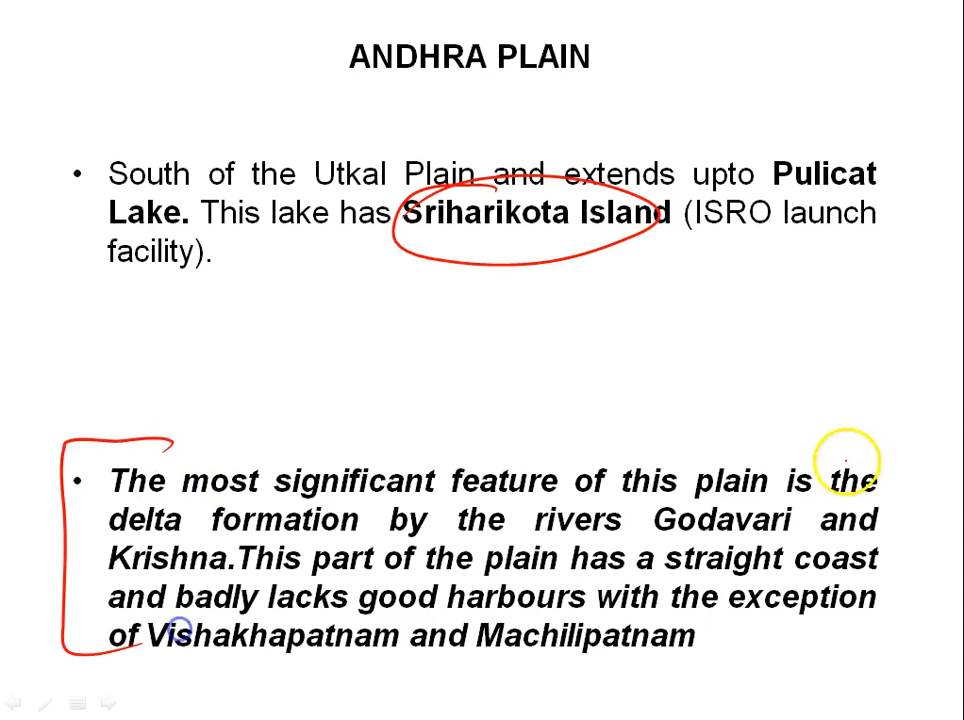 ANDHRA PLAIN
• South of the Utkal Plain and extends upto Pulicat
Lake. This lake has Sriharikota Island (ISRO launch
facility).
• The most significant feature of this plain is the
delta formation by the rivers Godavari and
Krishna.This part of the plain has a straight coast
and badly lacks good harbours with the exception
of Vishakhapatnam and Machilipatnam